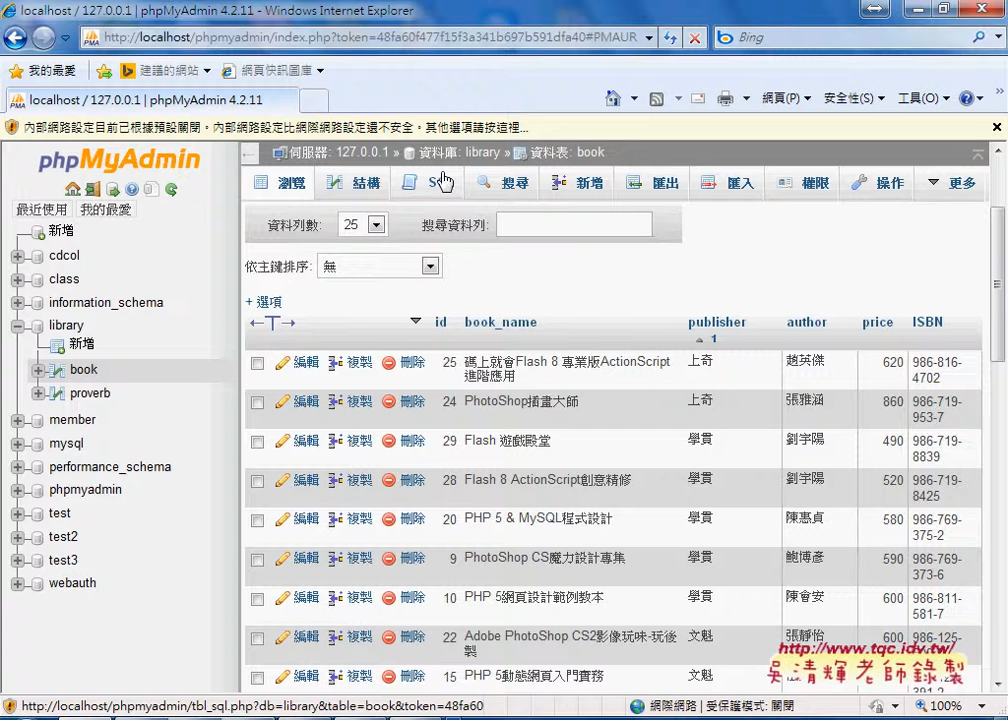 localhost / 127.0.0.1 | phpMyAdmin 4.2.11 - Windows Internet Explorer
http://localhost/phpmyadmin/index.php?token=48fa60f477f15f3a341b697b591dfa40#PMAUR
Bing
我的最愛 建議的網站 網頁快訊圖庫
localhost / 127.0.0.1 | phpMyAdmin 4.2.11
網頁(P) 安全性(S) 工具(O)
內部網路設定目前已根據預設關閉。內部網路設定比網際網路設定還不安全。其他選項請按這裡...
phpMyAdmin
最近使用 我的最愛
新增
cdcol
class
information_schema
library
新增
book
proverb
member
mysql
performance_schema
phpmyadmin
test
test2
test3
webauth
伺服器: 127.0.0.1 » 資料庫: library » 資料表: book
瀏覽 結構 搜尋 新增 匯出 匯入 權限 操作 更多
資料列數: 25 搜尋資料列:
依主鍵排序: 無
+ 選項
←T→ id book_name publisher 1 author price ISBN
編輯 複製 刪除 25 碼上就會Flash 8 專業版ActionScript 上奇 趙英傑 620 986-816-
進階應用 4702
編輯 複製 刪除 24 PhotoShop插畫大師 上奇 張雅涵 860 986-719-
953-7
編輯 複製 刪除 29 Flash 遊戲殿堂 學貫 劉宇陽 490 986-719-
8839
編輯 複製 刪除 28 Flash 8 ActionScript創意精修 學貫 劉宇陽 520 986-719-
8425
編輯 複製 刪除 20 PHP 5 & MySQL程式設計 學貫 陳惠貞 580 986-769-
375-2
編輯 複製 刪除 9 PhotoShop CS魔力設計專集 學貫 鮑博彥 590 986-769-
373-6
編輯 複製 刪除 10 PHP 5網頁設計範例教本 學貫 陳會安 600 986-811-
581-7
編輯 複製 刪除 22 Adobe PhotoShop CS2影像玩味-玩後 文魁 張靜怡 600 986-125-
製
編輯 複製 刪除 15 PHP 5動態網頁入門實務 文魁
http://www.tqc.idv.tw/
吳清輝老師錄製
http://localhost/phpmyadmin/tbl_sql.php?db=library&table=book&token=48fa60
網際網路 | 受保護模式: 關閉
100%